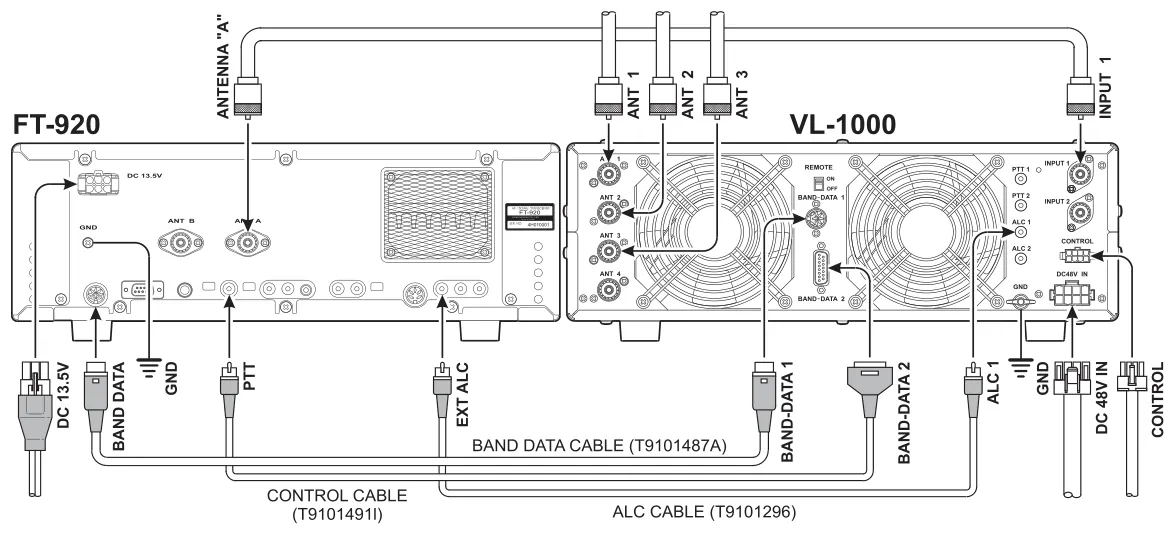 ANTENNA "A"
ANT 1
ANT 2
ANT 3
INPUT 1
FT-920
VL-1000
DC 13.5V
ANT B
ANT A
GND
FT-920
ANT 2
ANT 3
ANT 4
REMOTE
ON
OFF
BAND-DATA 1
BAND-DATA 2
PTT 1
PTT 2
ALC 1
ALC 2
INPUT 1
INPUT 2
CONTROL
DC48V IN
GND
DC 13.5V
BAND DATA
GND
PTT
EXT ALC
BAND-DATA 1
BAND-DATA 2
ALC 1
GND
DC 48V IN
CONTROL
BAND DATA CABLE (T9101487A)
CONTROL CABLE
(T9101491I)
ALC CABLE (T9101296)